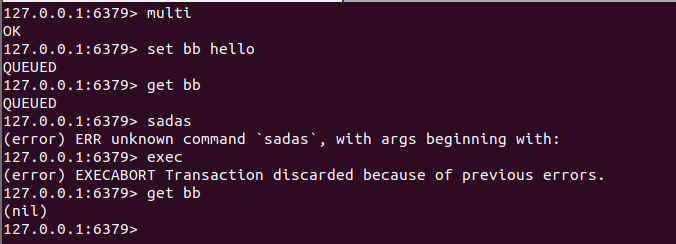 127.0.0.1:6379> multi
OK
127.0.0.1:6379> set bb hello
QUEUED
127.0.0.1:6379> get bb
QUEUED
127.0.0.1:6379> sadas
(error) ERR unknown command `sadas`, with args beginning with:
127.0.0.1:6379> exec
(error) EXECABORT Transaction discarded because of previous errors.
127.0.0.1:6379> get bb
(nil)
127.0.0.1:6379>